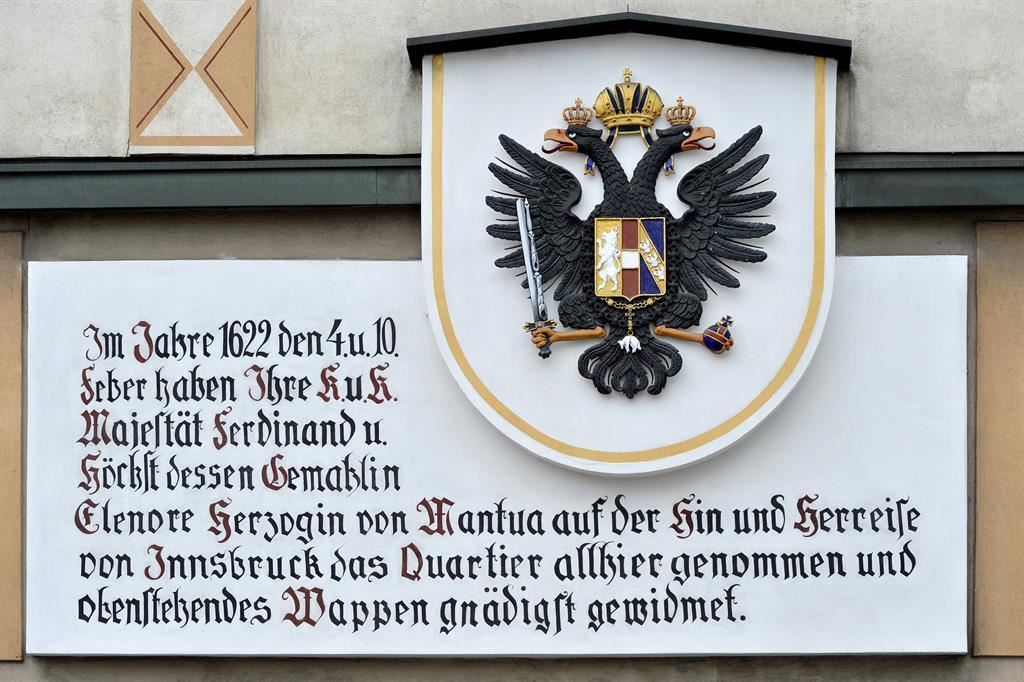 Im Jahre 1622 den 4.u.10.
Feber haben Ihre K.u.K.
Majestät Ferdinand u.
Höchst dessen Gemahlin
Elenore Herzogin von Mantua auf der Hin und Herreise
von Innsbruck das Quartier allhier genommen und
obenstehendes Wappen gnädigst gewidmet.